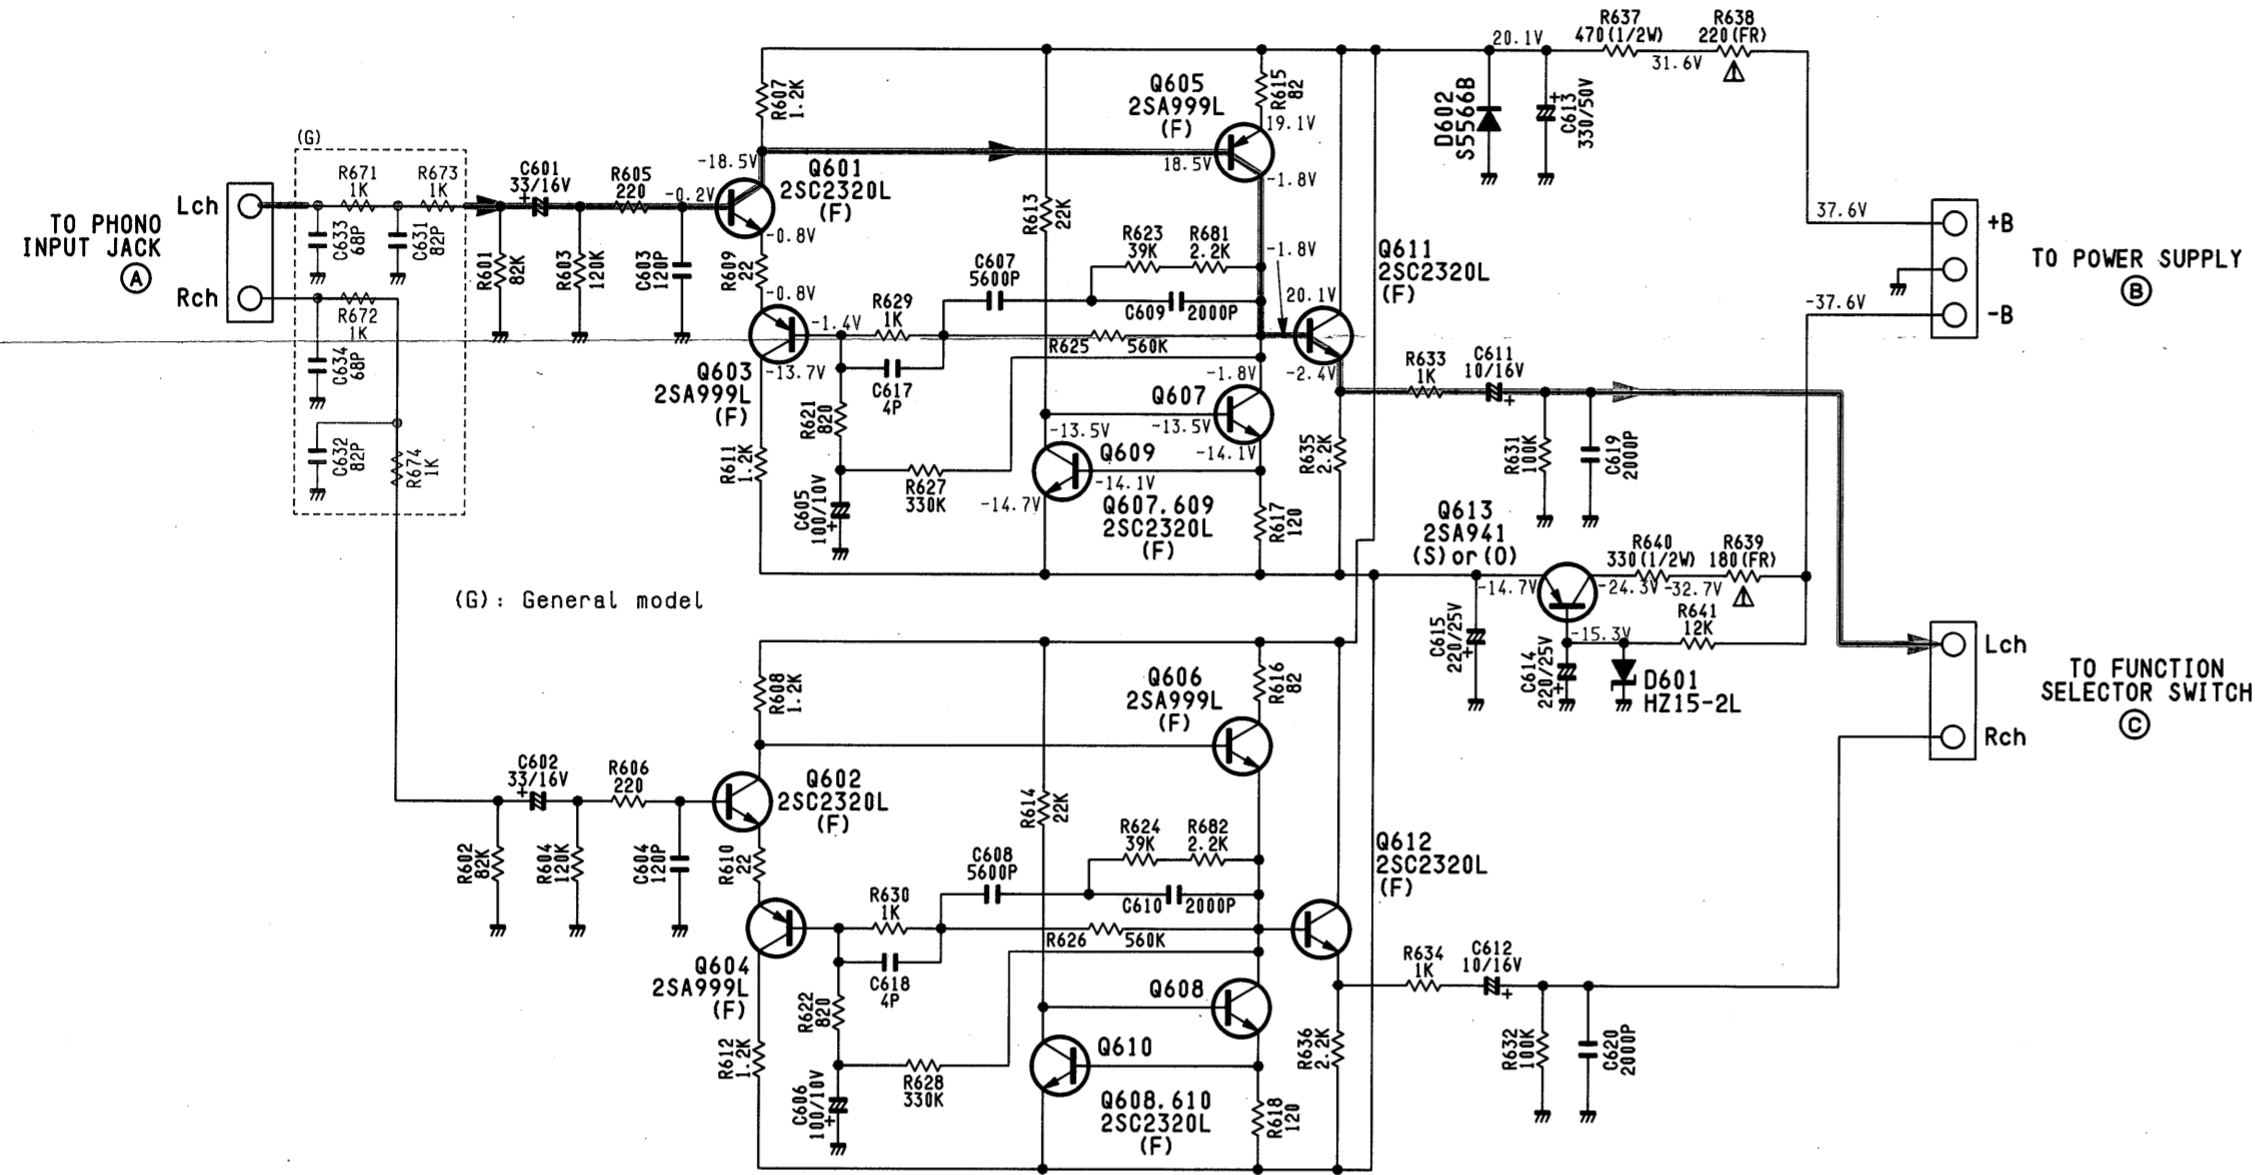 R637
470(1/2W)
R638
220(FR)
20.1V
31.6V
R607
1.2K
Q605
2SA999L
(F)
R615
82
19.1V
D602
S5566B
C613
330/50V
+
(G)
R671
1K
R673
1K
C601
33/16V
+
R605
220
-18.5V
-0.2V
Q601
2SC2320L
(F)
18.5V
-1.8V
TO PHONO
INPUT JACK
A
Lch
Rch
C633
68P
C631
82P
R601
82K
R603
120K
C603
120P
R609
22
-0.8V
-0.8V
R613
22K
R623
39K
R681
2.2K
-1.8V
C607
5600P
C609
2000P
Q611
2SC2320L
(F)
20.1V
37.6V
+B
TO POWER SUPPLY
B
-37.6V
-B
R672
1K
C634
68P
C632
82P
R674
1K
-1.4V
R629
1K
R625
560K
Q603
2SA999L
(F)
-13.7V
C617
4P
-1.8V
-2.4V
R633
1K
C611
10/16V
+
R621
820
Q607
-13.5V
-13.5V
-14.1V
R611
1.2K
Q609
-14.1V
-14.7V
R627
330K
C605
100/10V
+
Q607.609
2SC2320L
(F)
R617
120
R635
2.2K
R631
100K
C619
2000P
Q613
2SA941
(S)or(O)
R640
330(1/2W)
R639
180(FR)
-14.7V
-24.3V
-32.7V
R641
12K
-15.3V
C615
220/25V
+
C614
220/25V
+
D601
HZ15-2L
(G): General model
Lch
TO FUNCTION
SELECTOR SWITCH
C
Rch
R608
1.2K
Q606
2SA999L
(F)
R616
82
C602
33/16V
+
R606
220
Q602
2SC2320L
(F)
R614
22K
R624
39K
R682
2.2K
Q612
2SC2320L
(F)
R602
82K
R604
120K
C604
120P
R610
22
C608
5600P
C610
2000P
R630
1K
R626
560K
Q604
2SA999L
(F)
C618
4P
R634
1K
C612
10/16V
+
R622
820
Q608
R612
1.2K
Q610
R628
330K
C606
100/10V
+
Q608.610
2SC2320L
(F)
R618
120
R636
2.2K
R632
100K
C620
2000P